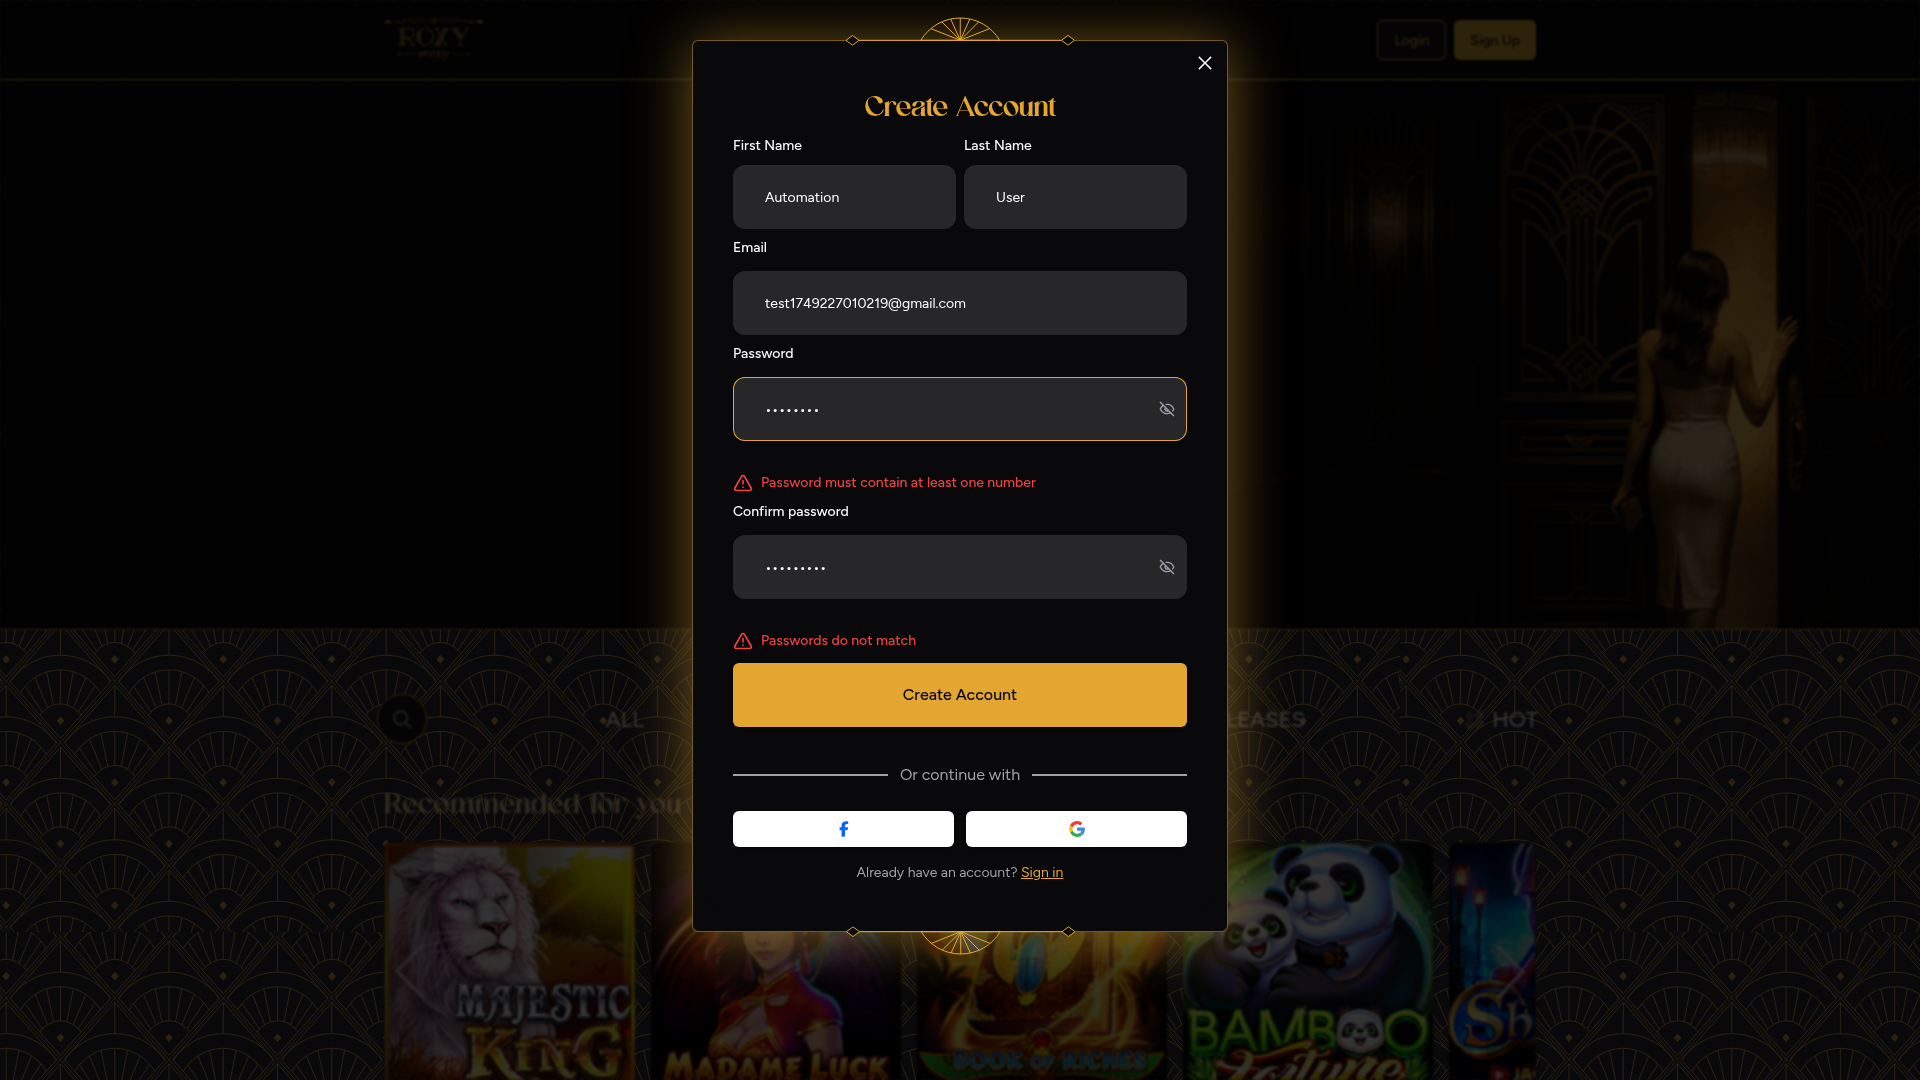 ROXY
Login
Sign Up
Create Account
First Name
Last Name
Automation
User
Email
test1749227010219@gmail.com
Password
••••••••
Password must contain at least one number
Confirm password
•••••••••
Passwords do not match
Create Account
ALL
LEASES
HOT
Or continue with
Recommended for you
Already have an account? Sign in
MAJESTIC
KING
MADAME LUCK
BOOK OF RICHES
BAMBOO
Fortune
Sh
JA